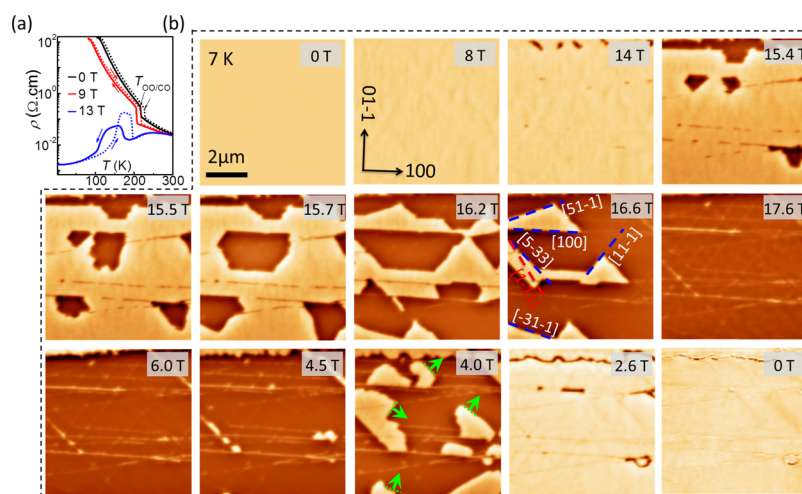 (a)
(b)
10²
10⁰
10⁻²
ρ (Ω.cm)
0 T
9 T
13 T
T OO/CO
T (K)
100 200 300
7 K
0 T
2μm
8 T
01-1
100
14 T
15.4 T
15.5 T
15.7 T
16.2 T
16.6 T
[51-1]
[100]
[5-33]
[11-1]
[-31-1]
17.6 T
6.0 T
4.5 T
4.0 T
2.6 T
0 T